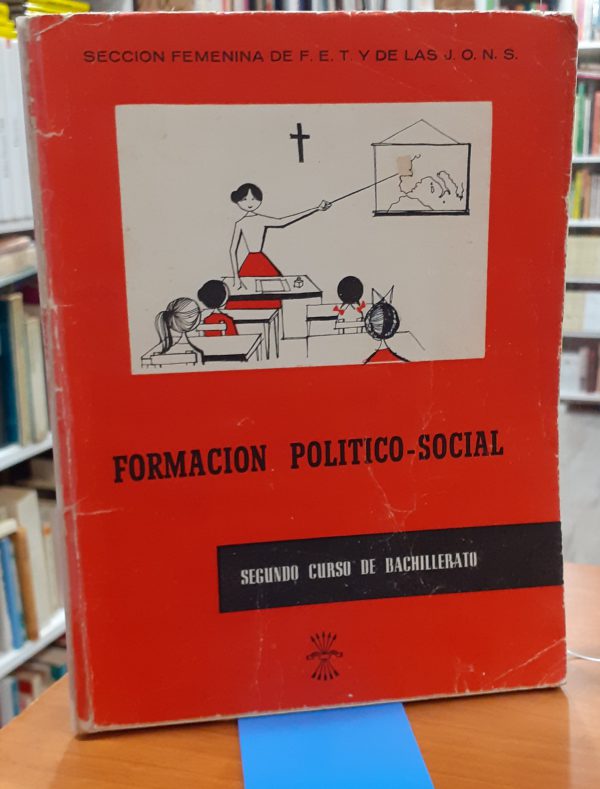 SECCION FEMENINA DE F. E. T. Y DE LAS J. O. N. S.
FORMACION POLITICO-SOCIAL
SEGUNDO CURSO DE BACHILLERATO